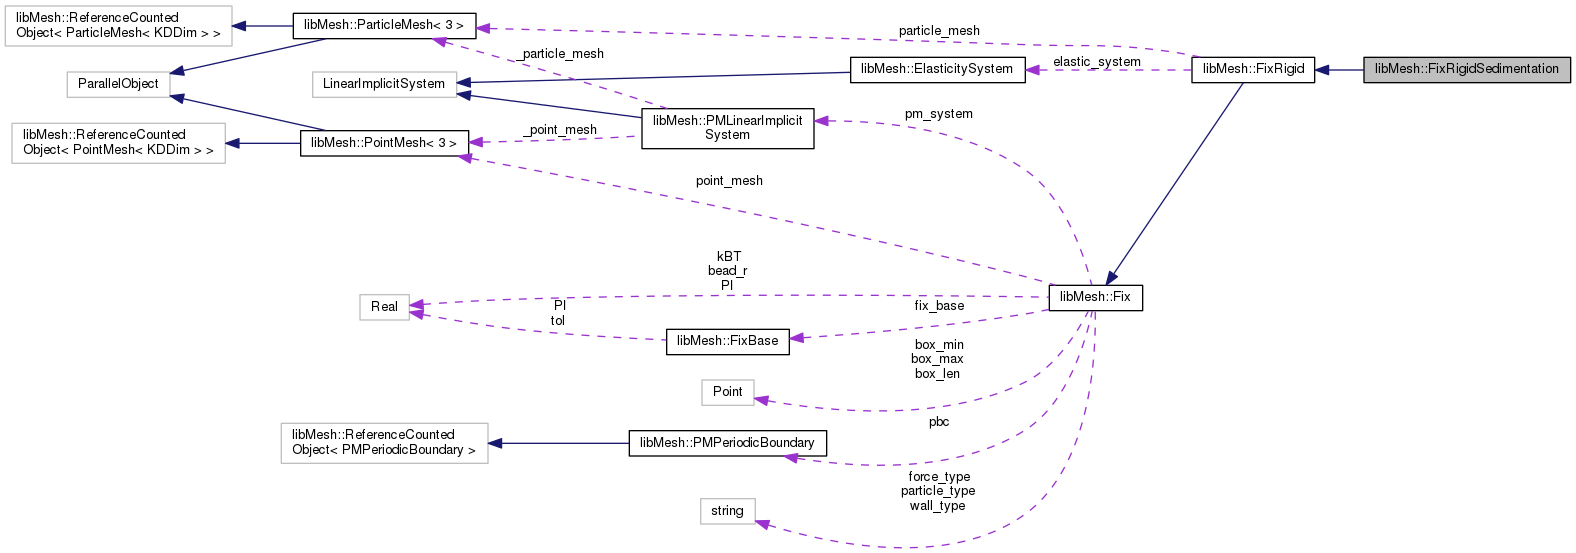 libMesh::ReferenceCounted
Object< ParticleMesh< KDDim > >
libMesh::ParticleMesh< 3 >
particle_mesh
_particle_mesh
ParallelObject
LinearImplicitSystem
libMesh::ElasticitySystem
elastic_system
libMesh::FixRigid
libMesh::FixRigidSedimentation
libMesh::PMLinearImplicit
System
pm_system
libMesh::ReferenceCounted
Object< PointMesh< KDDim > >
libMesh::PointMesh< 3 >
_point_mesh
point_mesh
kBT
bead_r
PI
Real
PI
tol
libMesh::Fix
fix_base
libMesh::FixBase
box_min
box_max
box_len
Point
pbc
libMesh::ReferenceCounted
Object< PMPeriodicBoundary >
libMesh::PMPeriodicBoundary
force_type
particle_type
wall_type
string